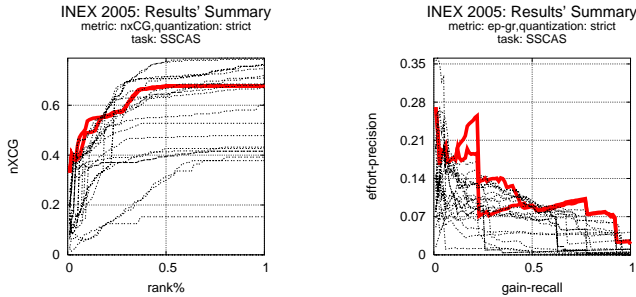 INEX 2005: Results' Summary
metric: nxCG,quantization: strict
task: SSCAS
nXCG
0.6
0.4
0.2
0
0
0.5
1
rank%
INEX 2005: Results' Summary
metric: ep-gr,quantization: strict
task: SSCAS
effort-precision
0.35
0.28
0.21
0.14
0.07
0
0
0.5
1
gain-recall